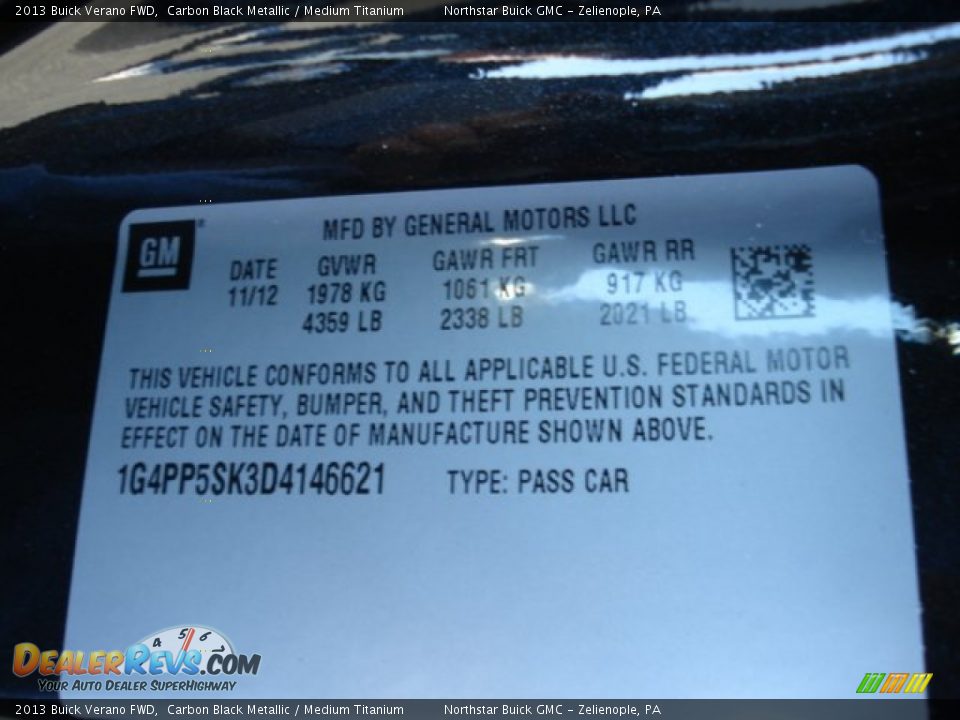 2013 Buick Verano FWD, Carbon Black Metallic / Medium Titanium Northstar Buick GMC - Zelienople, PA
GM ®
MFD BY GENERAL MOTORS LLC
DATE GVWR GAWR FRT GAWR RR
11/12 1978 KG 1061 KG 917 KG
4359 LB 2338 LB 2021 LB
THIS VEHICLE CONFORMS TO ALL APPLICABLE U.S. FEDERAL MOTOR
VEHICLE SAFETY, BUMPER, AND THEFT PREVENTION STANDARDS IN
EFFECT ON THE DATE OF MANUFACTURE SHOWN ABOVE.
1G4PP5SK3D4146621 TYPE: PASS CAR
4 5 6
DealerRevs.com
Your Auto Dealer SuperHighway
2013 Buick Verano FWD, Carbon Black Metallic / Medium Titanium Northstar Buick GMC - Zelienople, PA